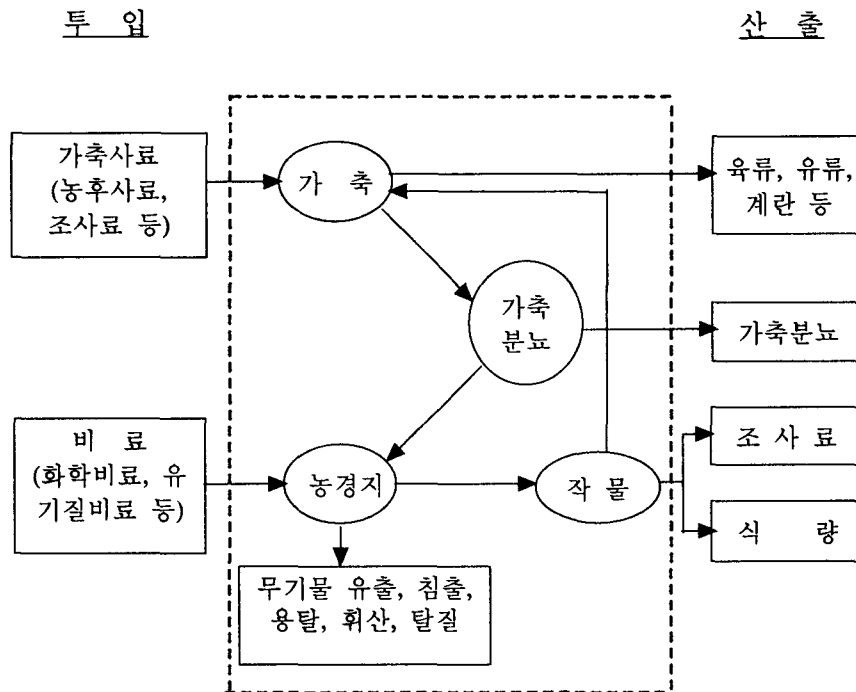 투 입
산 출
가축사료
(농후사료,
조사료 등)
가 축
육류, 유류,
계란 등
가축
분뇨
가축분뇨
비 료
(화학비료, 유
기질비료 등)
농경지
작 물
조 사 료
식 량
무기물 유출, 침출,
용탈, 휘산, 탈질